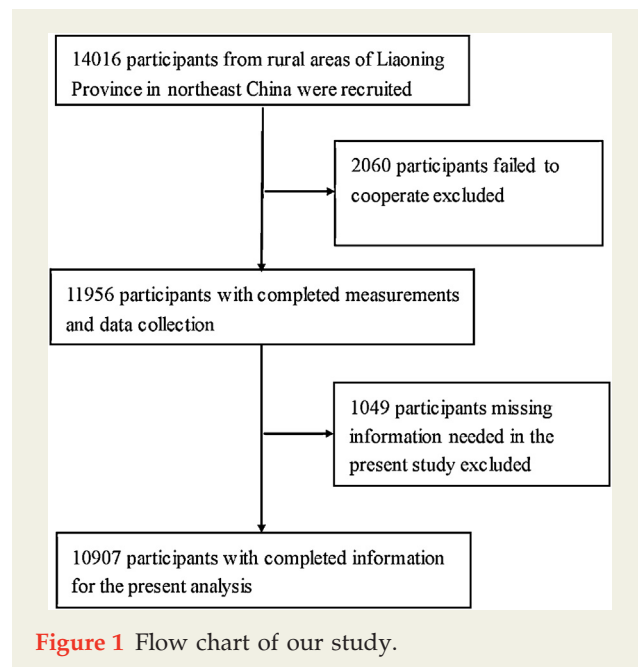 14016 participants from rural areas of Liaoning
Province in northeast China were recruited
2060 participants failed to
cooperate excluded
11956 participants with completed measurements
and data collection
1049 participants missing
information needed in the
present study excluded
10907 participants with completed information
for the present analysis
Figure 1 Flow chart of our study.